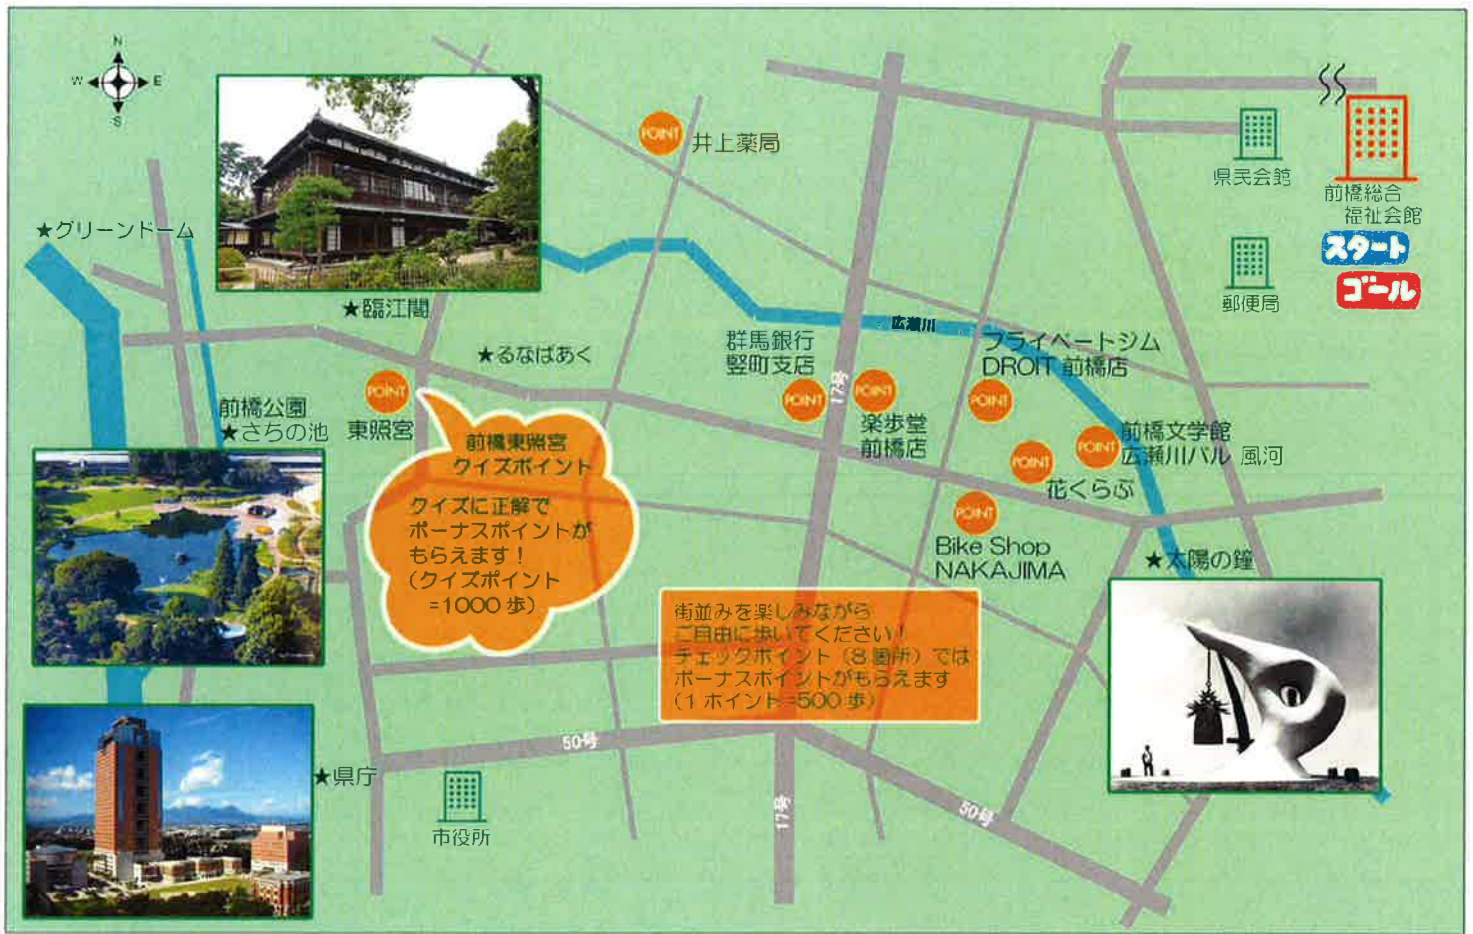 N
W E
S
★グリーンドーム
★臨江閣
POINT
井上薬局
県民会館
前橋総合
福祉会館
スタート
ゴール
郵便局
広瀬川
★るなぱあく
群馬銀行
竪町支店
POINT
17号
POINT
楽歩堂
前橋店
プライベートジム
DROIT 前橋店
POINT
前橋公園
★さちの池
POINT
東照宮
前橋東照宮
クイズポイント
クイズに正解で
ボーナスポイントが
もらえます!
(クイズポイント
=1000 歩)
POINT
前橋文学館
広瀬川バル 風河
POINT
花くらぶ
POINT
Bike Shop
NAKAJIMA
★太陽の鐘
街並みを楽しみながら
ご自由に歩いてください!
チェックポイント(8箇所)では
ボーナスポイントがもらえます
(1ポイント=500 歩)
50号
★県庁
市役所
17号
50号